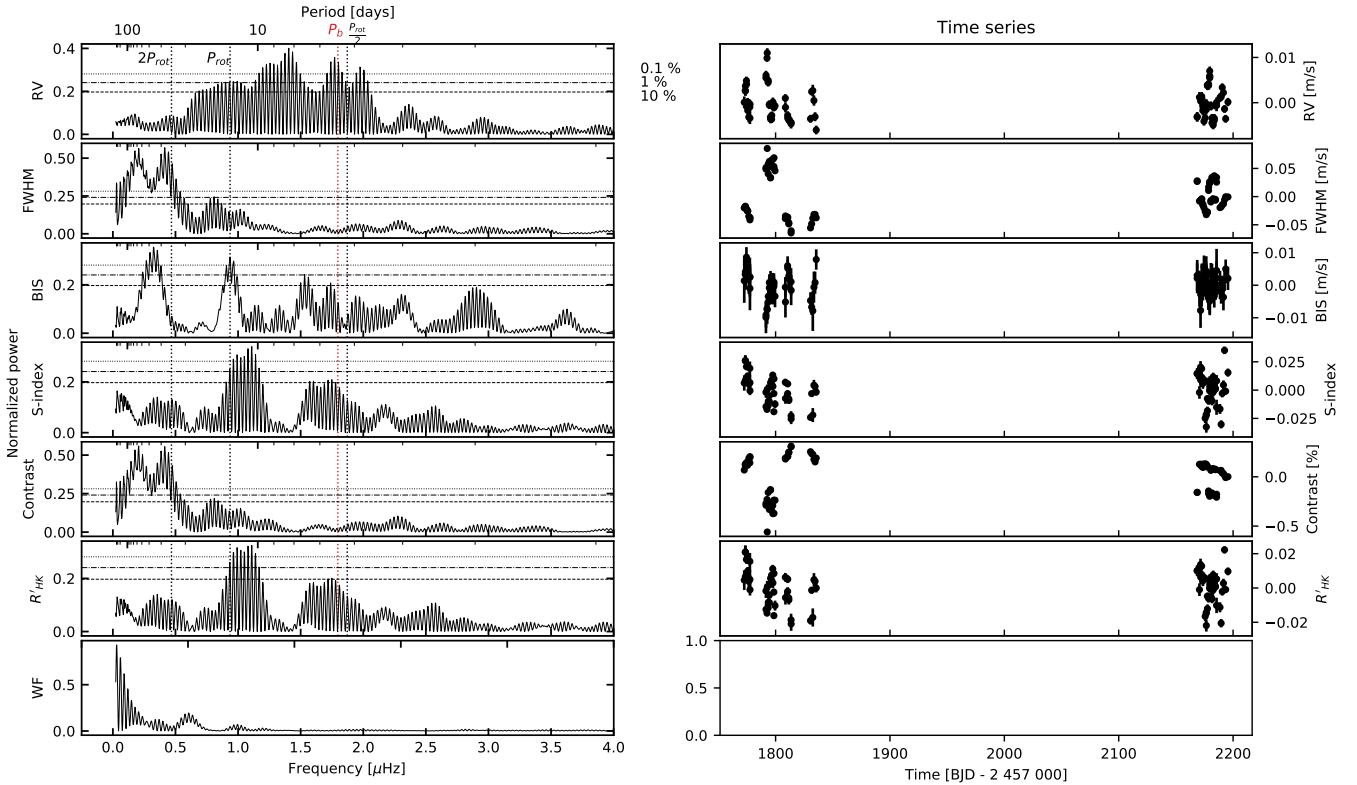 Period [days]
100
10
P_b
P_rot/2
2P_rot
P_rot
0.4
0.2
0.0
RV
0.1 %
1 %
10 %
0.50
0.25
0.00
FWHM
0.2
0.0
BIS
Normalized power
0.2
0.0
S-index
0.50
0.25
0.00
Contrast
0.2
0.0
R'_HK
0.5
0.0
WF
0.0 0.5 1.0 1.5 2.0 2.5 3.0 3.5 4.0
Frequency [μHz]
Time series
0.01
0.00
RV [m/s]
0.05
0.00
−0.05
FWHM [m/s]
0.01
0.00
−0.01
BIS [m/s]
0.025
0.000
−0.025
S-index
0.0
−0.5
Contrast [%]
0.02
0.00
−0.02
R'_HK
1.0
0.5
0.0
1800 1900 2000 2100 2200
Time [BJD - 2 457 000]